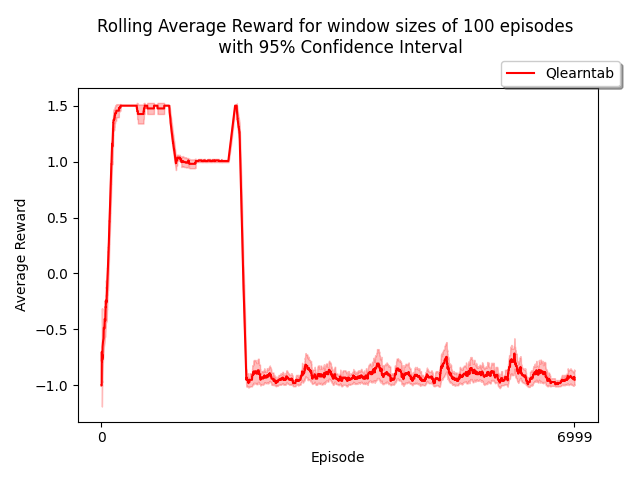 Rolling Average Reward for window sizes of 100 episodes
with 95% Confidence Interval
Qlearntab
1.5
1.0
0.5
0.0
−0.5
−1.0
Average Reward
0
6999
Episode